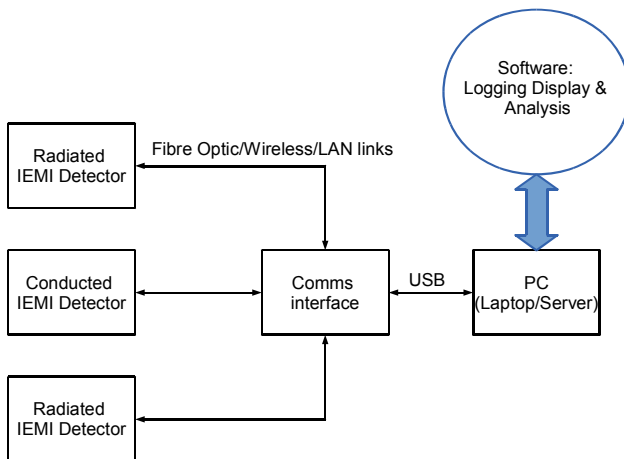 Software:
Logging Display &
Analysis
Fibre Optic/Wireless/LAN links
Radiated
IEMI Detector
Conducted
IEMI Detector
Comms
interface
USB
PC
(Laptop/Server)
Radiated
IEMI Detector